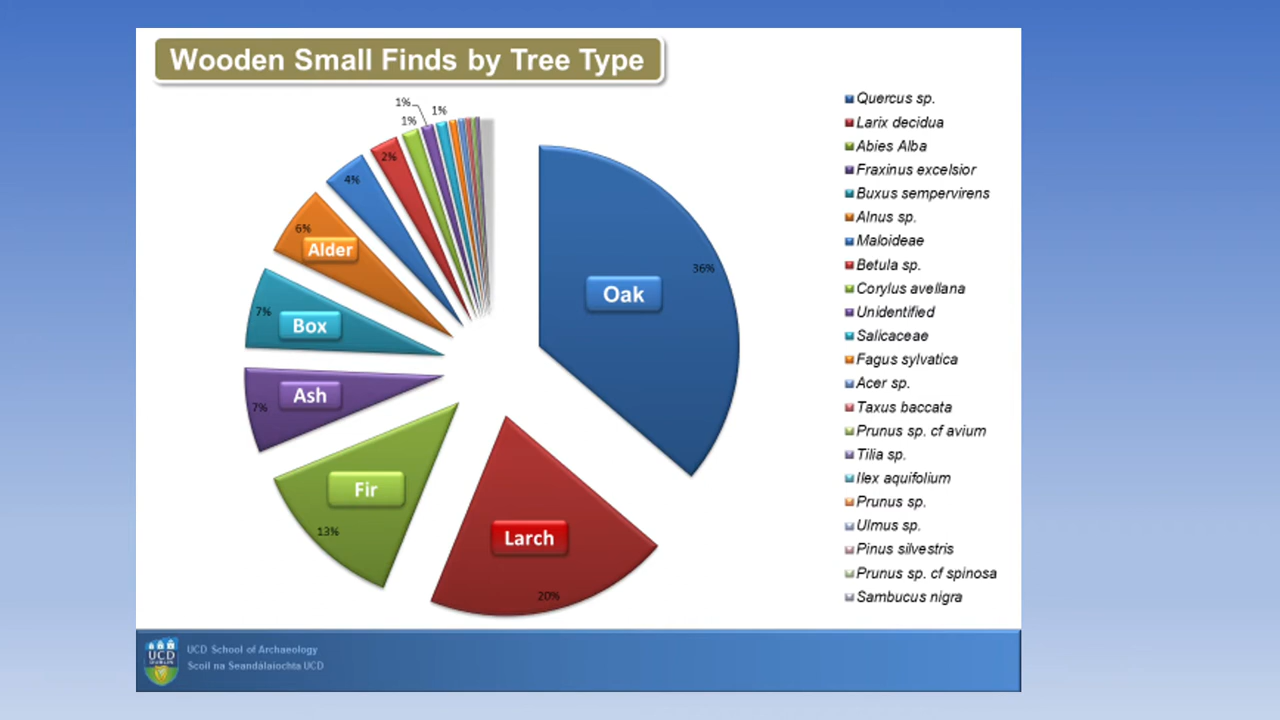 Wooden Small Finds by Tree Type
1%
1%
1%
2%
4%
6%
Alder
7%
Box
7%
Ash
13%
Fir
20%
Larch
36%
Oak
Quercus sp.
Larix decidua
Abies Alba
Fraxinus excelsior
Buxus sempervirens
Alnus sp.
Maloideae
Betula sp.
Corylus avellana
Unidentified
Salicaceae
Fagus sylvatica
Acer sp.
Taxus baccata
Prunus sp. cf avium
Tilia sp.
Ilex aquifolium
Prunus sp.
Ulmus sp.
Pinus silvestris
Prunus sp. cf spinosa
Sambucus nigra
UCD
UCD School of Archaeology
Scoil na Seandálaíochta UCD